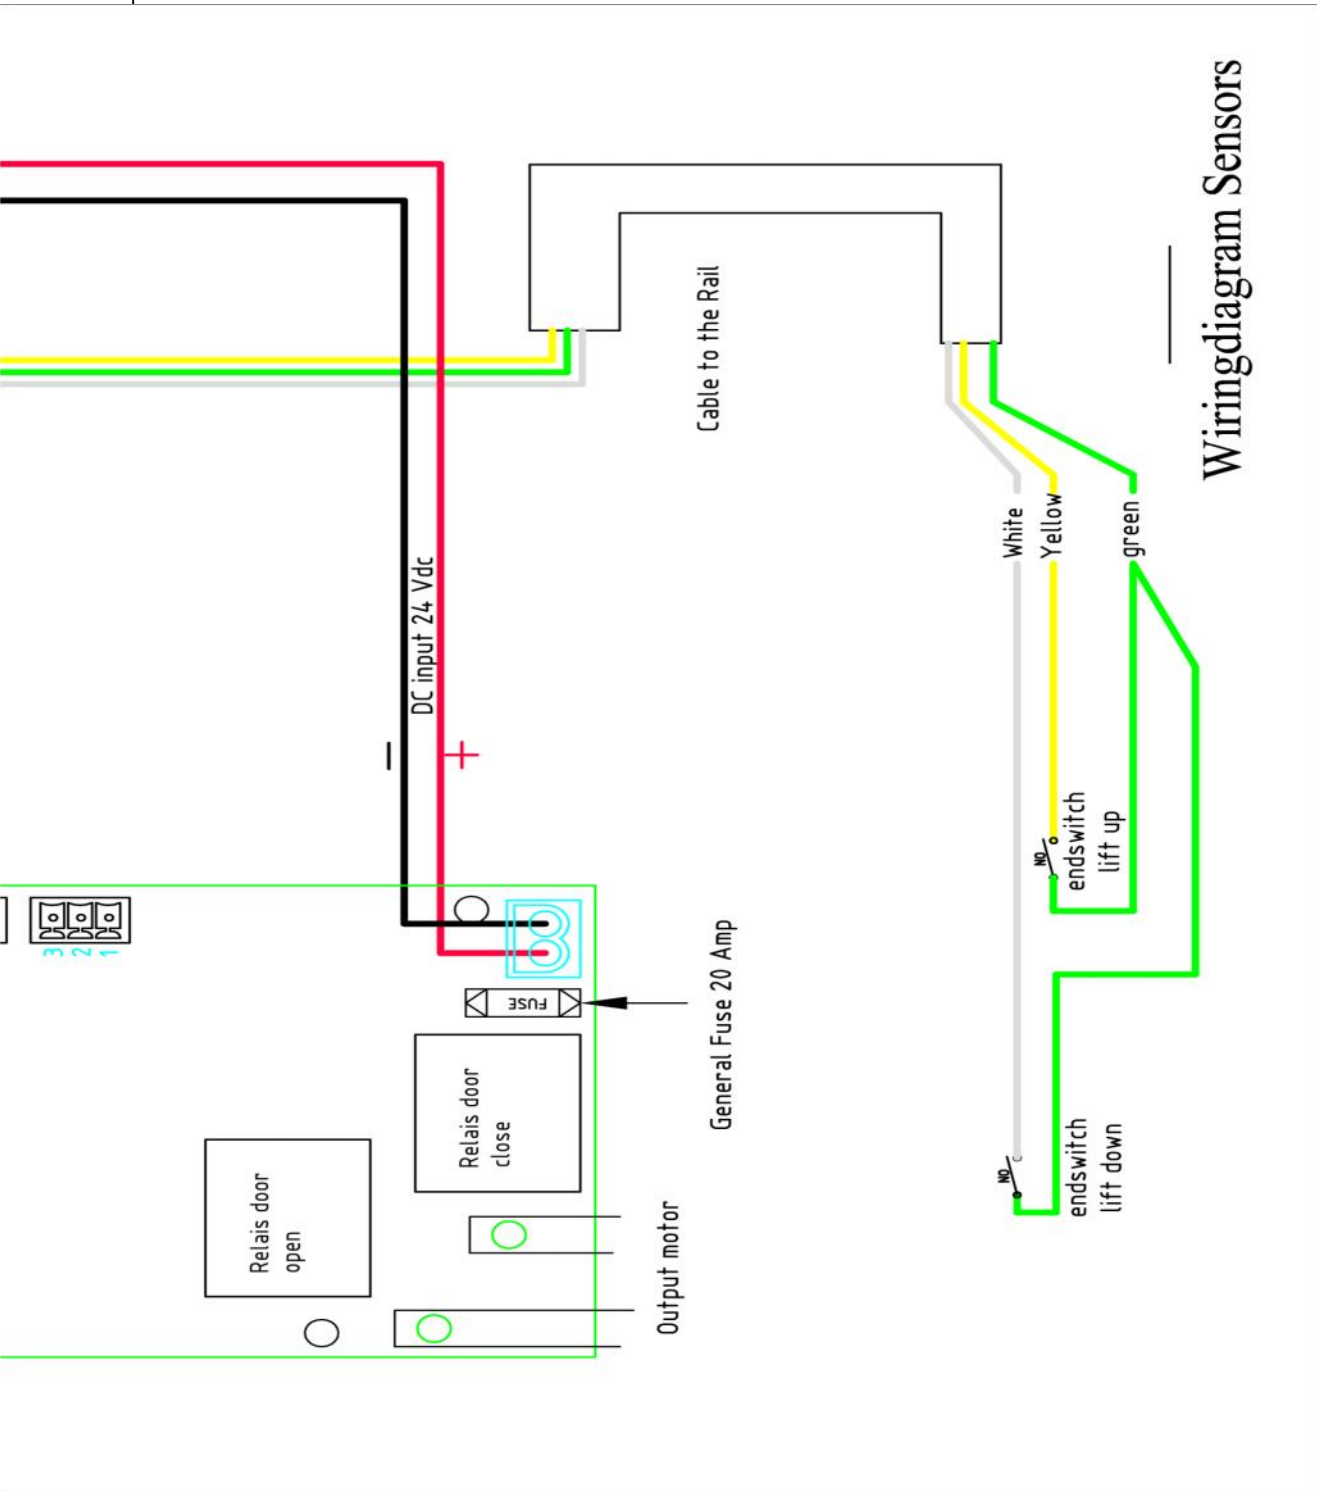 Wiringdiagram Sensors
Cable to the Rail
DC input 24 Vdc
−
+
White
Yellow
green
NO
endswitch
lift up
NO
endswitch
lift down
3
2
1
FUSE
General Fuse 20 Amp
Relais door
close
Relais door
open
Output motor